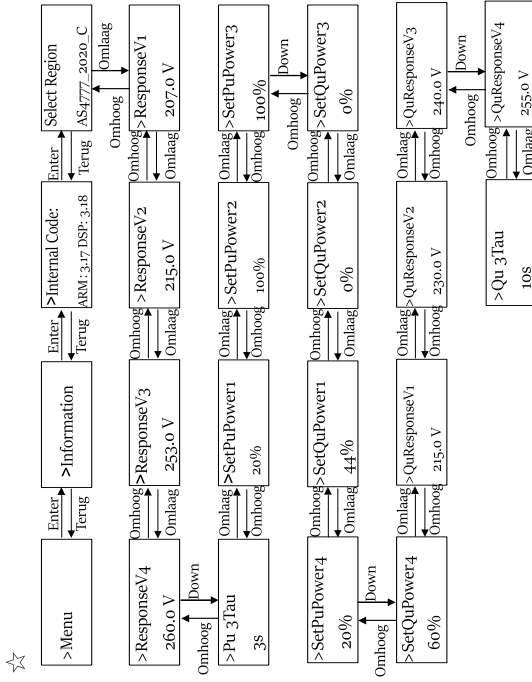 >Menu
Enter
Terug
>Information
Enter
Terug
>Internal Code:
ARM: 3.17 DSP: 3.18
Enter
Terug
Select Region
AS4777_2020_C
Omhoog
Omlaag
>ResponseV1
207.0 V
Omhoog
Omlaag
>ResponseV2
215.0 V
Omhoog
Omlaag
>ResponseV3
253.0 V
Omhoog
Omlaag
>ResponseV4
260.0 V
Omhoog
Down
>Pu 3Tau
3s
Omlaag
Omhoog
>SetPuPower1
20%
Omlaag
Omhoog
>SetPuPower2
100%
Omlaag
Omhoog
>SetPuPower3
100%
Omhoog
Down
>SetQuPower3
0%
Omhoog
Omlaag
>SetQuPower2
0%
Omhoog
Omlaag
>SetQuPower1
44%
Omhoog
Omlaag
>SetPuPower4
20%
Omhoog
Down
>SetQuPower4
60%
Omlaag
Omhoog
>QuResponseV1
215.0 V
Omlaag
Omhoog
>QuResponseV2
230.0 V
Omlaag
Omhoog
>QuResponseV3
240.0 V
Omhoog
Down
>QuResponseV4
255.0 V
Omhoog
Omlaag
>Qu 3Tau
10s